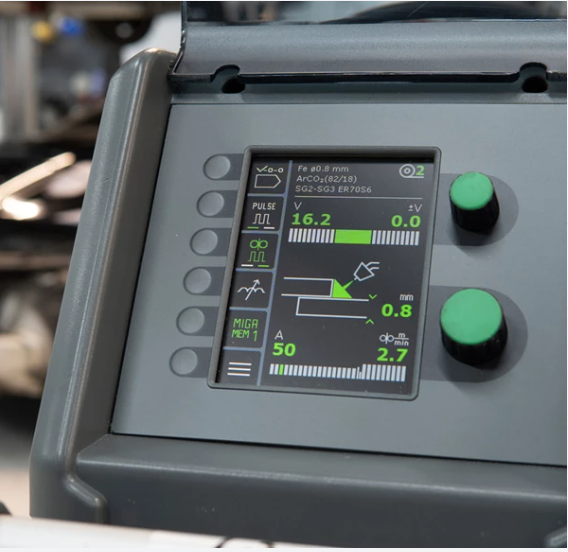 Fe ø0.8 mm
ArCO₂(82/18)
SG2-SG3 ER70S6
2
PULSE
V
±V
16.2
0.0
mm
0.8
MIGA
MEM 1
A
m/min
50
2.7